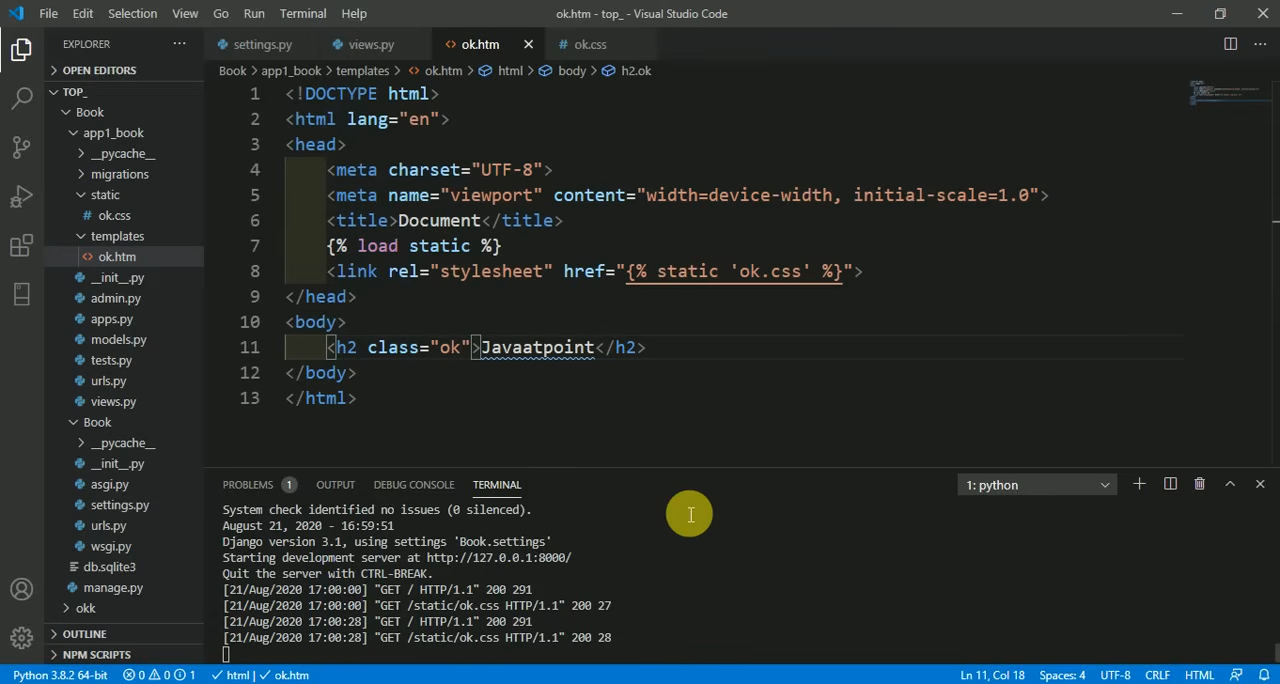 File Edit Selection View Go Run Terminal Help ok.htm - top_ - Visual Studio Code
EXPLORER
settings.py views.py ok.htm ok.css
OPEN EDITORS
Book > app1_book > templates > ok.htm > html > body > h2.ok
TOP_
Book
app1_book
__pycache__
migrations
static
ok.css
templates
ok.htm
__init__.py
admin.py
apps.py
models.py
tests.py
urls.py
views.py
Book
__pycache__
__init__.py
asgi.py
settings.py
urls.py
wsgi.py
db.sqlite3
manage.py
okk
OUTLINE
NPM SCRIPTS
1 <!DOCTYPE html>
2 <html lang="en">
3 <head>
4 <meta charset="UTF-8">
5 <meta name="viewport" content="width=device-width, initial-scale=1.0">
6 <title>Document</title>
7 {% load static %}
8 <link rel="stylesheet" href="{% static 'ok.css' %}">
9 </head>
10 <body>
11 <h2 class="ok">Javaatpoint</h2>
12 </body>
13 </html>
PROBLEMS 1 OUTPUT DEBUG CONSOLE TERMINAL 1: python
System check identified no issues (0 silenced).
August 21, 2020 - 16:59:51
Django version 3.1, using settings 'Book.settings'
Starting development server at http://127.0.0.1:8000/
Quit the server with CTRL-BREAK.
[21/Aug/2020 17:00:00] "GET / HTTP/1.1" 200 291
[21/Aug/2020 17:00:00] "GET /static/ok.css HTTP/1.1" 200 27
[21/Aug/2020 17:00:28] "GET / HTTP/1.1" 200 291
[21/Aug/2020 17:00:28] "GET /static/ok.css HTTP/1.1" 200 28
Python 3.8.2 64-bit 0 0 1 html | ok.htm Ln 11, Col 18 Spaces: 4 UTF-8 CRLF HTML